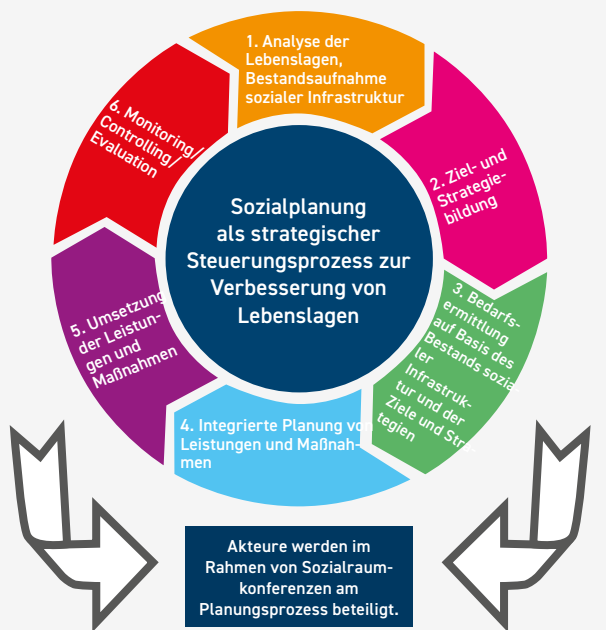 1. Analyse der
Lebenslagen,
Bestandsaufnahme
sozialer Infrastruktur
2. Ziel- und
Strategie-
bildung
3. Bedarfs-
ermittlung
auf Basis des
Bestands sozia
ler
Infrastruk-
tur und der
Ziele und Stra-
tegien
4. Integrierte Planung von
Leistungen und Maßnah-
men
5. Umsetzung
der Leistun-
gen und
Maßnahmen
6. Monitoring/
Controlling/
Evaluation
Sozialplanung
als strategischer
Steuerungsprozess zur
Verbesserung von
Lebenslagen
Akteure werden im
Rahmen von Sozialraum-
konferenzen am
Planungsprozess beteiligt.